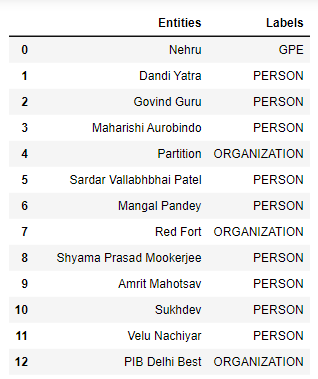 Entities Labels
0 Nehru GPE
1 Dandi Yatra PERSON
2 Govind Guru PERSON
3 Maharishi Aurobindo PERSON
4 Partition ORGANIZATION
5 Sardar Vallabhbhai Patel PERSON
6 Mangal Pandey PERSON
7 Red Fort ORGANIZATION
8 Shyama Prasad Mookerjee PERSON
9 Amrit Mahotsav PERSON
10 Sukhdev PERSON
11 Velu Nachiyar PERSON
12 PIB Delhi Best ORGANIZATION